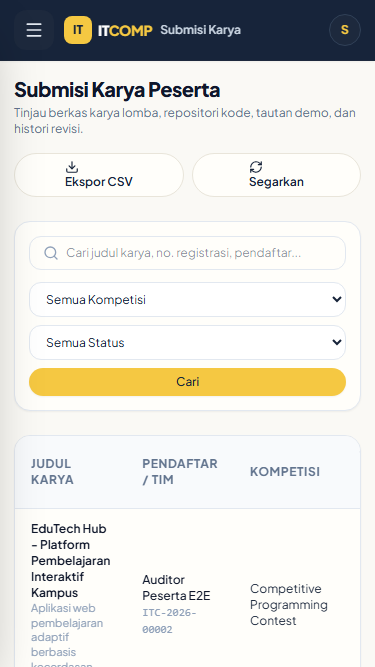 IT ITCOMP Submisi Karya S
Submisi Karya Peserta
Tinjau berkas karya lomba, repositori kode, tautan demo, dan
histori revisi.
Ekspor CSV Segarkan
Cari judul karya, no. registrasi, pendaftar...
Semua Kompetisi
Semua Status
Cari
JUDUL
KARYA
PENDAFTAR
/ TIM
KOMPETISI
EduTech Hub
- Platform
Pembelajaran
Interaktif
Kampus
Aplikasi web
pembelajaran
adaptif
berbasis
Auditor
Peserta E2E
ITC-2026-
00002
Competitive
Programming
Contest